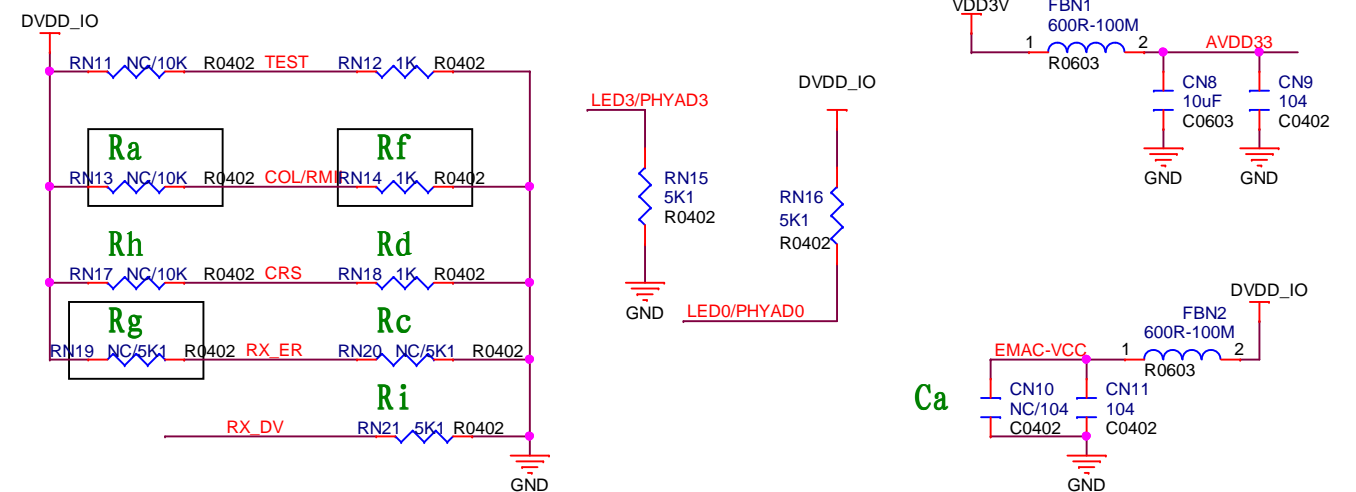 DVDD_IO
RN11 NC/10K R0402 TEST RN12 1K R0402
Ra
Rf
RN13 NC/10K R0402 COL/RMI RN14 1K R0402
Rh
Rd
RN17 NC/10K R0402 CRS RN18 1K R0402
Rg
Rc
RN19 NC/5K1 R0402 RX_ER RN20 NC/5K1 R0402
Ri
RX_DV RN21 5K1 R0402
GND
LED3/PHYAD3
RN15
5K1
R0402
GND
DVDD_IO
RN16
5K1
R0402
LED0/PHYAD0
VDD3V
FBN1
600R-100M
1 2
R0603
AVDD33
CN8
10uF
C0603
GND
CN9
104
C0402
GND
DVDD_IO
FBN2
600R-100M
EMAC-VCC 1 2
R0603
Ca
CN10
NC/104
C0402
CN11
104
C0402
GND